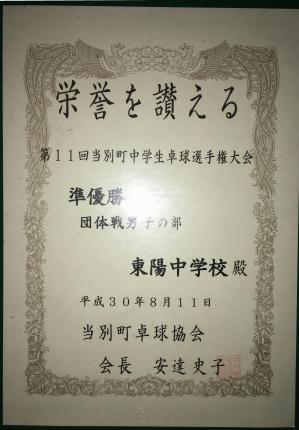 栄誉を讃える
第11回当別町中学生卓球選手権大会
準優勝
団体戦男子の部
東陽中学校 殿
平成30年8月11日
当別町卓球協会
会長 安達史子